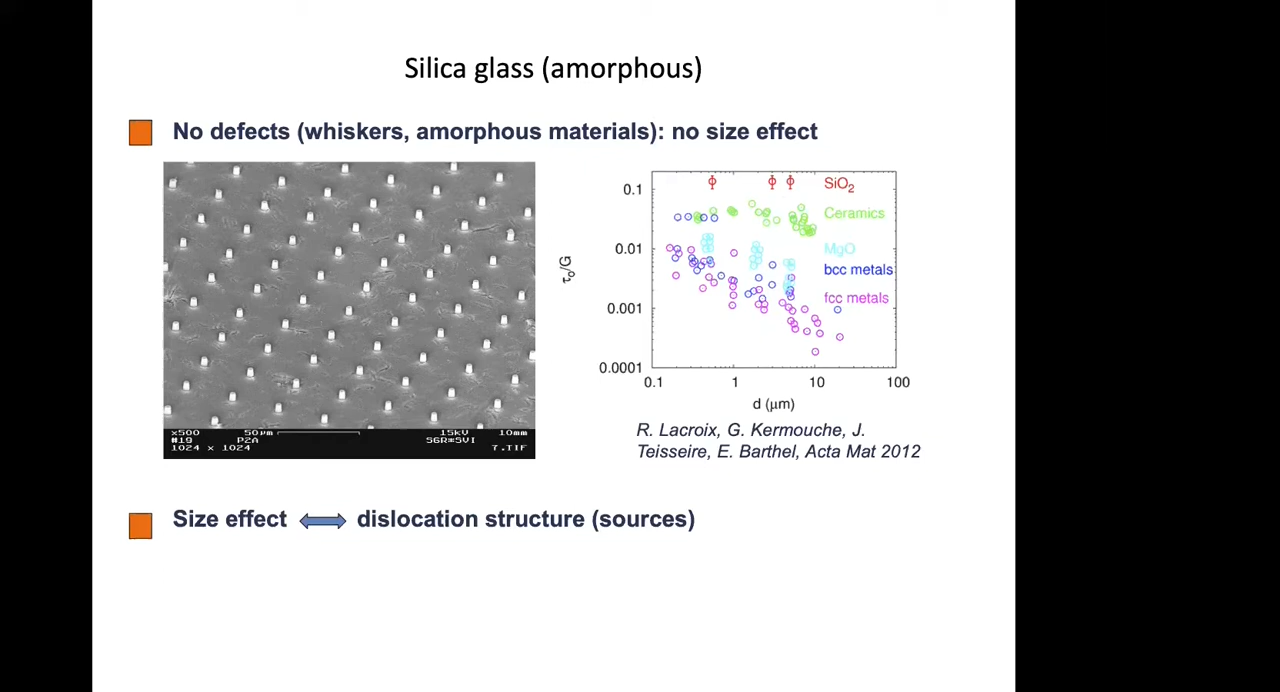 Silica glass (amorphous)
No defects (whiskers, amorphous materials): no size effect
x500 50µm 15kV 10mm
#19 P2A 56R*5VI
1024 x 1024 7.TIF
τ₀/G
0.1
0.01
0.001
0.0001
0.1 1 10 100
d (µm)
SiO₂
Ceramics
MgO
bcc metals
fcc metals
R. Lacroix, G. Kermouche, J.
Teisseire, E. Barthel, Acta Mat 2012
Size effect dislocation structure (sources)